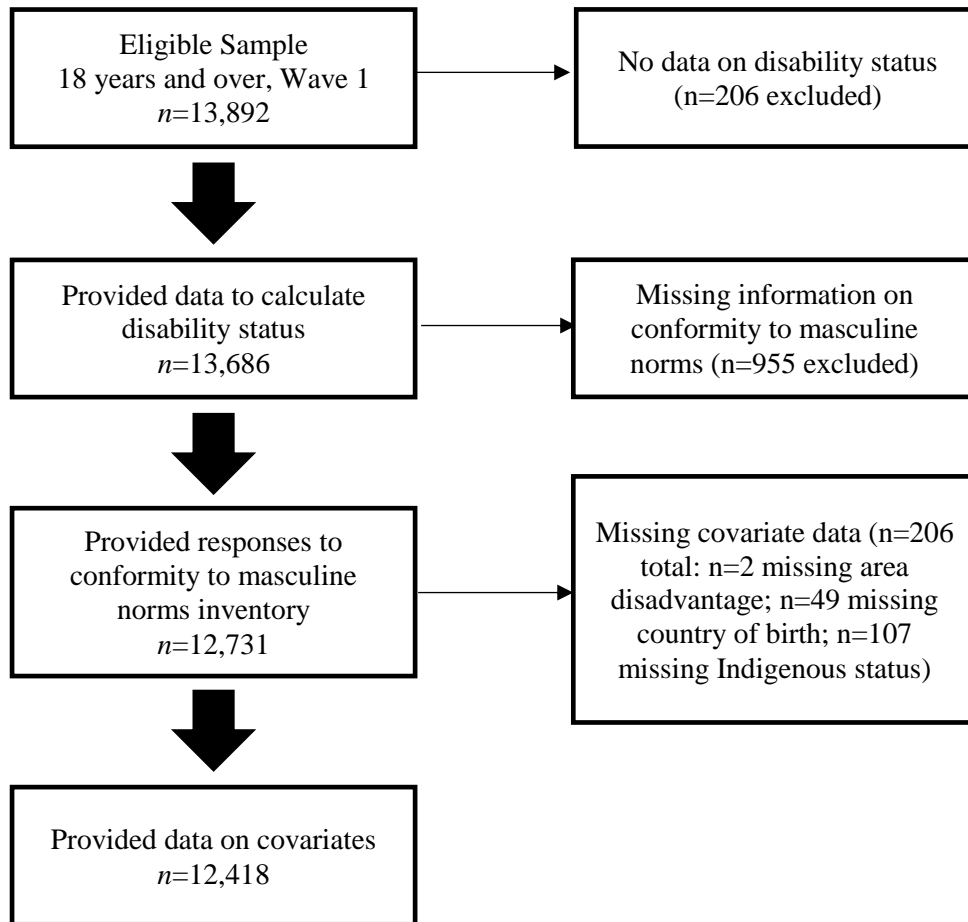 Eligible Sample
18 years and over, Wave 1
n=13,892
No data on disability status
(n=206 excluded)
Provided data to calculate
disability status
n=13,686
Missing information on
conformity to masculine
norms (n=955 excluded)
Provided responses to
conformity to masculine
norms inventory
n=12,731
Missing covariate data (n=206
total: n=2 missing area
disadvantage; n=49 missing
country of birth; n=107
missing Indigenous status)
Provided data on covariates
n=12,418